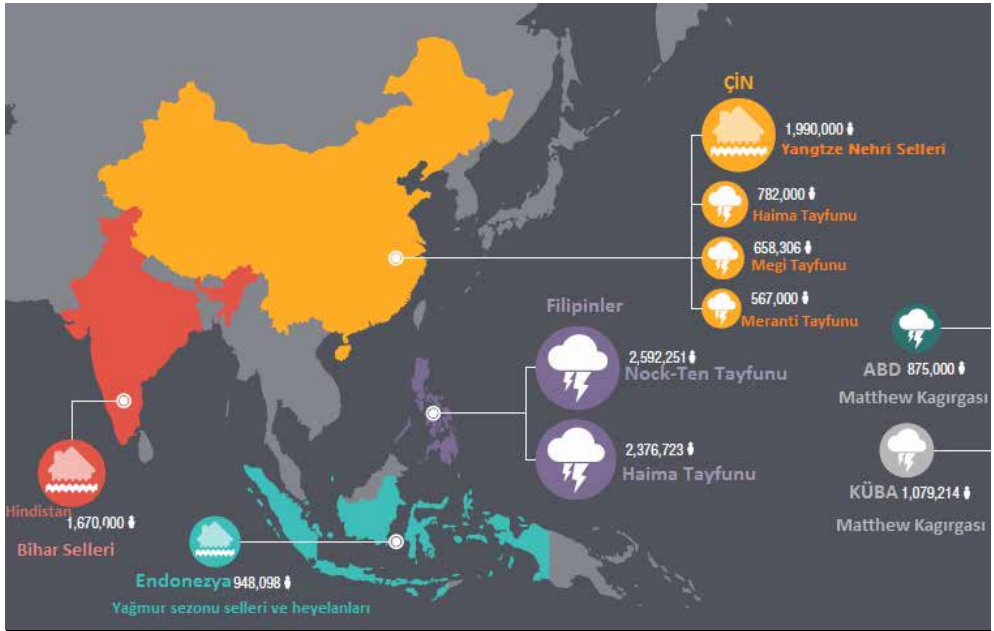 ÇİN
1,990,000
Yangtze Nehri Selleri
782,000
Haima Tayfunu
658,306
Megi Tayfunu
567,000
Meranti Tayfunu
Filipinler
2,592,251
Nock-Ten Tayfunu
2,376,723
Haima Tayfunu
ABD 875,000
Matthew Kagırgası
KÜBA 1,079,214
Matthew Kagırgası
Hindistan
1,670,000
Bihar Selleri
Endonezya 948,098
Yağmur sezonu selleri ve heyelanları